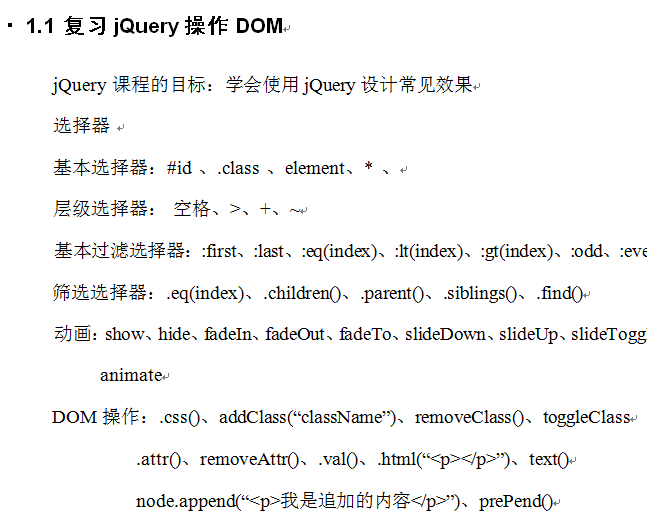 ▪ 1.1 复习 jQuery 操作 DOM
jQuery 课程的目标：学会使用 jQuery 设计常见效果
选择器
基本选择器：#id 、.class 、element、* 、
层级选择器： 空格、>、+、~
基本过滤选择器：:first、:last、:eq(index)、:lt(index)、:gt(index)、:odd、:eve
筛选选择器：.eq(index)、.children()、.parent()、.siblings()、.find()
动画：show、hide、fadeIn、fadeOut、fadeTo、slideDown、slideUp、slideTogg
animate
DOM 操作：.css()、addClass(“className”)、removeClass()、toggleClass
.attr()、removeAttr()、.val()、.html(“<p></p>”)、text()
node.append(“<p>我是追加的内容</p>”)、prePend()